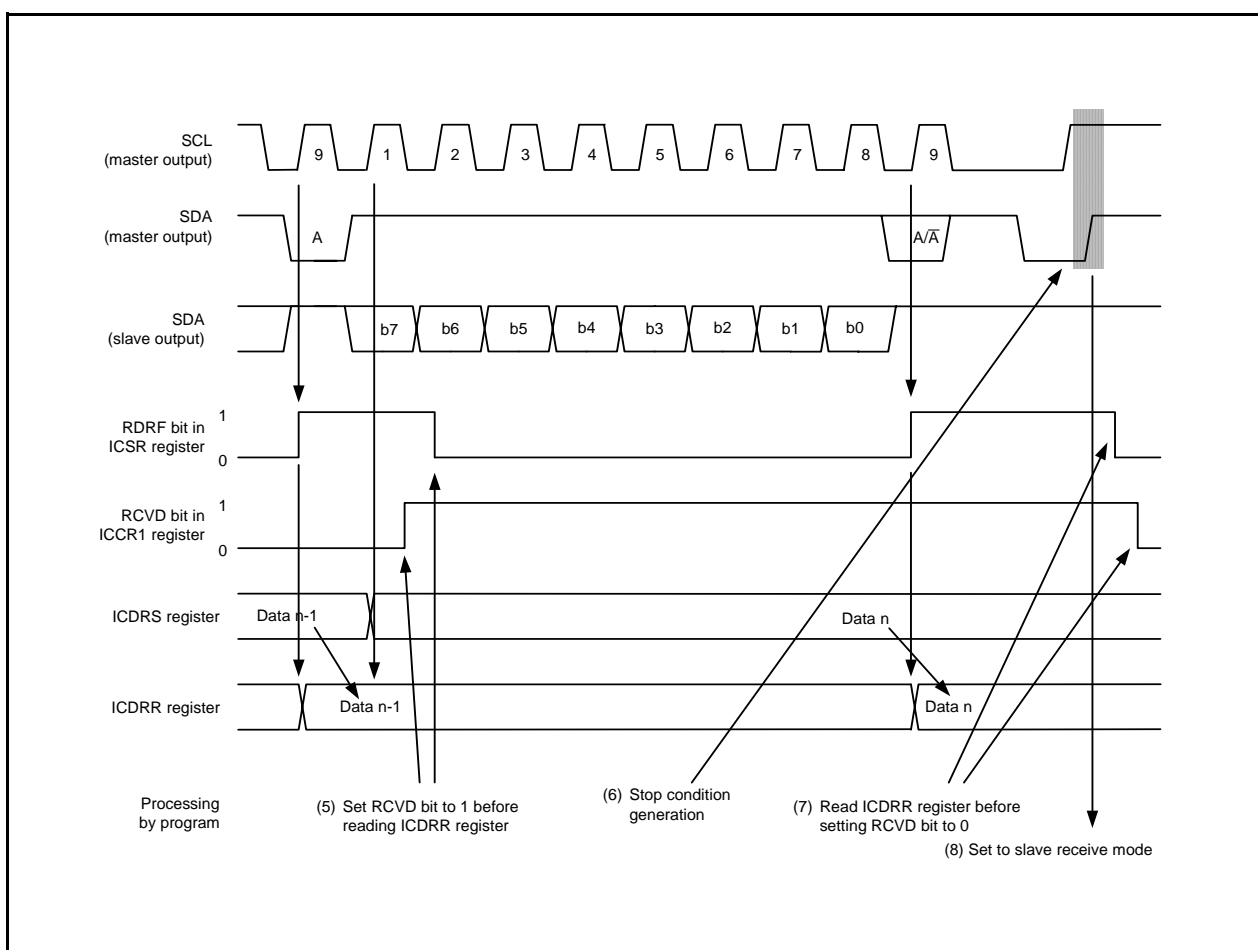 SCL
(master output)
9 1 2 3 4 5 6 7 8 9
SDA
(master output)
A A/A̅
SDA
(slave output)
b7 b6 b5 b4 b3 b2 b1 b0
RDRF bit in
ICSR register
1
0
RCVD bit in
ICCR1 register
1
0
ICDRS register
Data n-1 Data n
ICDRR register
Data n-1 Data n
Processing
by program
(5) Set RCVD bit to 1 before
reading ICDRR register
(6) Stop condition
generation
(7) Read ICDRR register before
setting RCVD bit to 0
(8) Set to slave receive mode